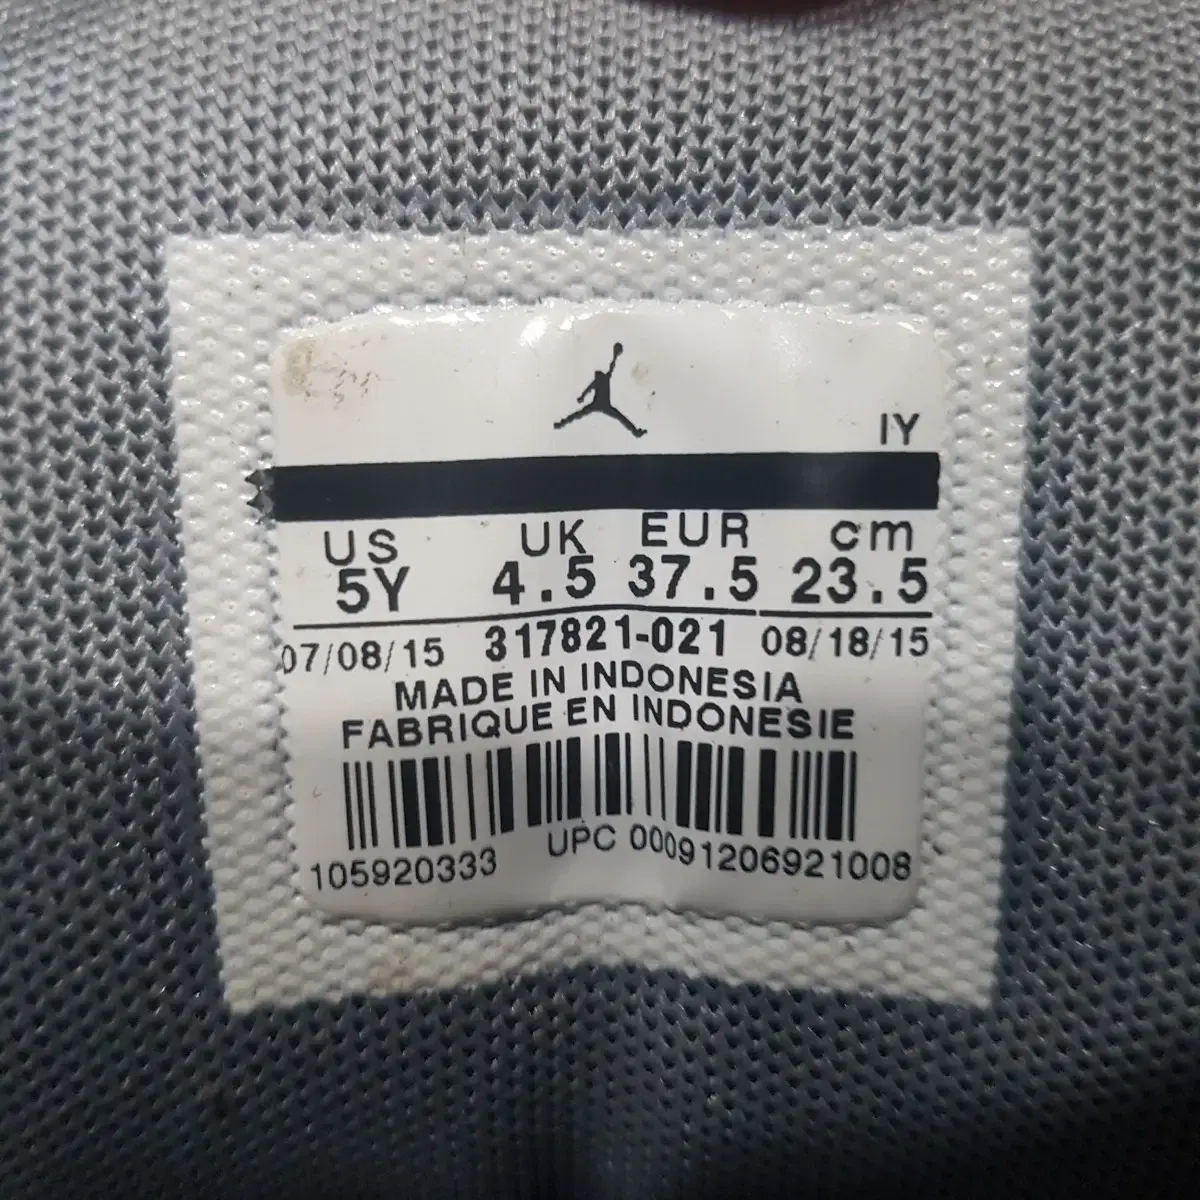 IY
US UK EUR cm
5Y 4.5 37.5 23.5
07/08/15 317821-021 08/18/15
MADE IN INDONESIA
FABRIQUE EN INDONESIE
105920333 UPC 00091206921008